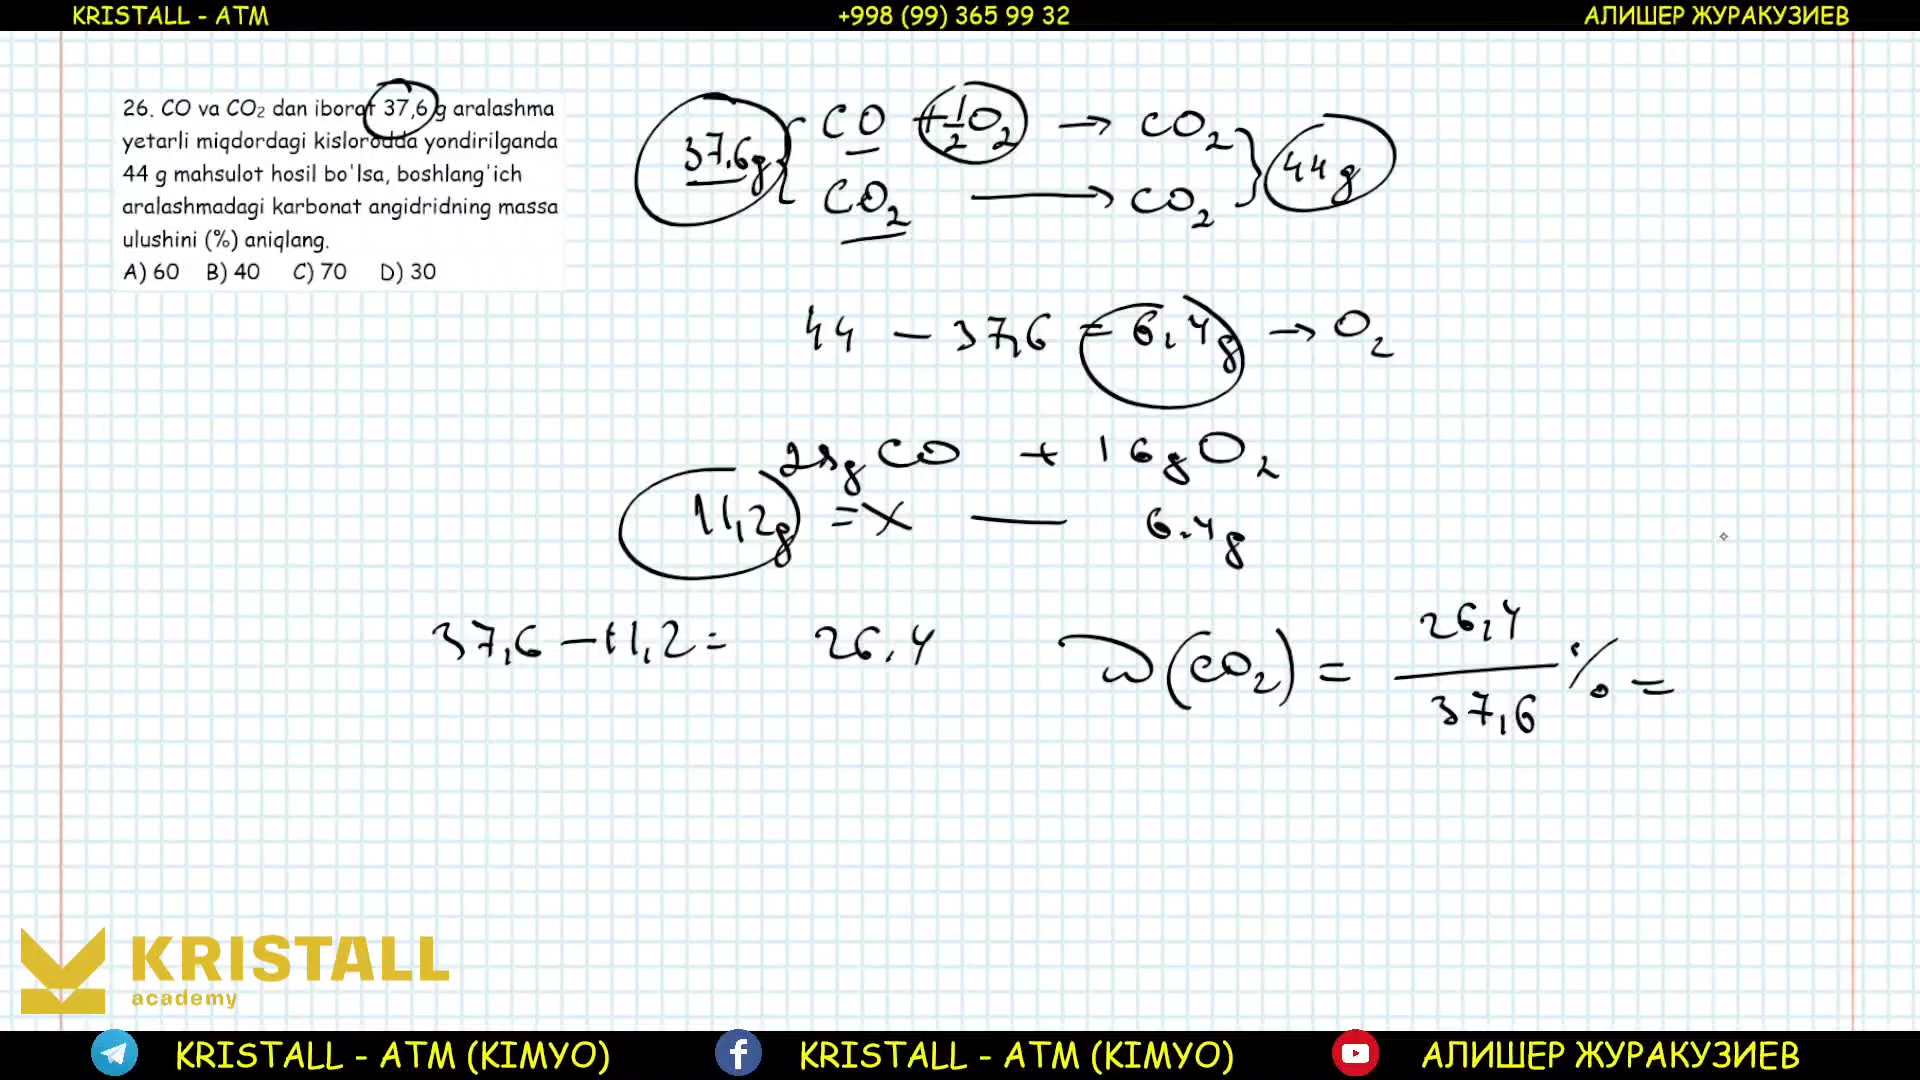 KRISTALL - ATM
+998 (99) 365 99 32
АЛИШЕР ЖУРАКУЗИЕВ
26. CO va CO₂ dan iborat 37,6 g aralashma
yetarli miqdordagi kislorodda yondirilganda
44 g mahsulot hosil bo'lsa, boshlang'ich
aralashmadagi karbonat angidridning massa
ulushini (%) aniqlang.
A) 60 B) 40 C) 70 D) 30
37,6g { CO + 1/2 O₂ → CO₂ } 44g
CO₂ → CO₂
44 − 37,6 = 6,4g → O₂
28g CO + 16g O₂
11,2g = x — 6.4g
37,6 − 11,2 = 26,4
W(CO₂) = 26,4 / 37,6 % =
KRISTALL
academy
KRISTALL - ATM (KIMYO)
KRISTALL - ATM (KIMYO)
АЛИШЕР ЖУРАКУЗИЕВ